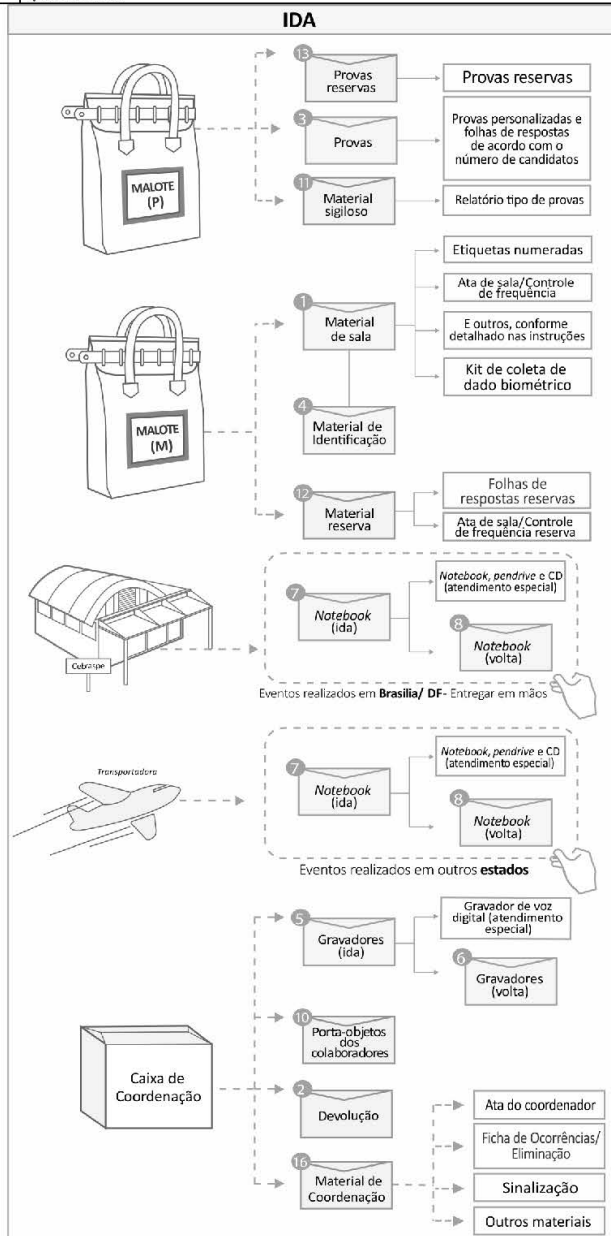 IDA
13
Provas
reservas
Provas reservas
3
Provas
Provas personalizadas e
folhas de respostas
de acordo com o
número de candidatos
MALOTE
(P)
11
Material
sigiloso
Relatório tipo de provas
Etiquetas numeradas
1
Material
de sala
Ata de sala/Controle
de frequência
E outros, conforme
detalhado nas instruções
Kit de coleta de
dado biométrico
MALOTE
(M)
4
Material de
Identificação
12
Material
reserva
Folhas de
respostas reservas
Ata de sala/Controle
de frequência reserva
7
Notebook
(ida)
Notebook, pendrive e CD
(atendimento especial)
8
Notebook
(volta)
Cebraspe
Eventos realizados em Brasilia/ DF- Entregar em mãos
Transportadora
7
Notebook
(ida)
Notebook, pendrive e CD
(atendimento especial)
8
Notebook
(volta)
Eventos realizados em outros estados
5
Gravadores
(ida)
Gravador de voz
digital (atendimento
especial)
6
Gravadores
(volta)
10
Porta-objetos
dos
colaboradores
Caixa de
Coordenação
2
Devolução
16
Material de
Coordenação
Ata do coordenador
Ficha de Ocorrências/
Eliminação
Sinalização
Outros materiais